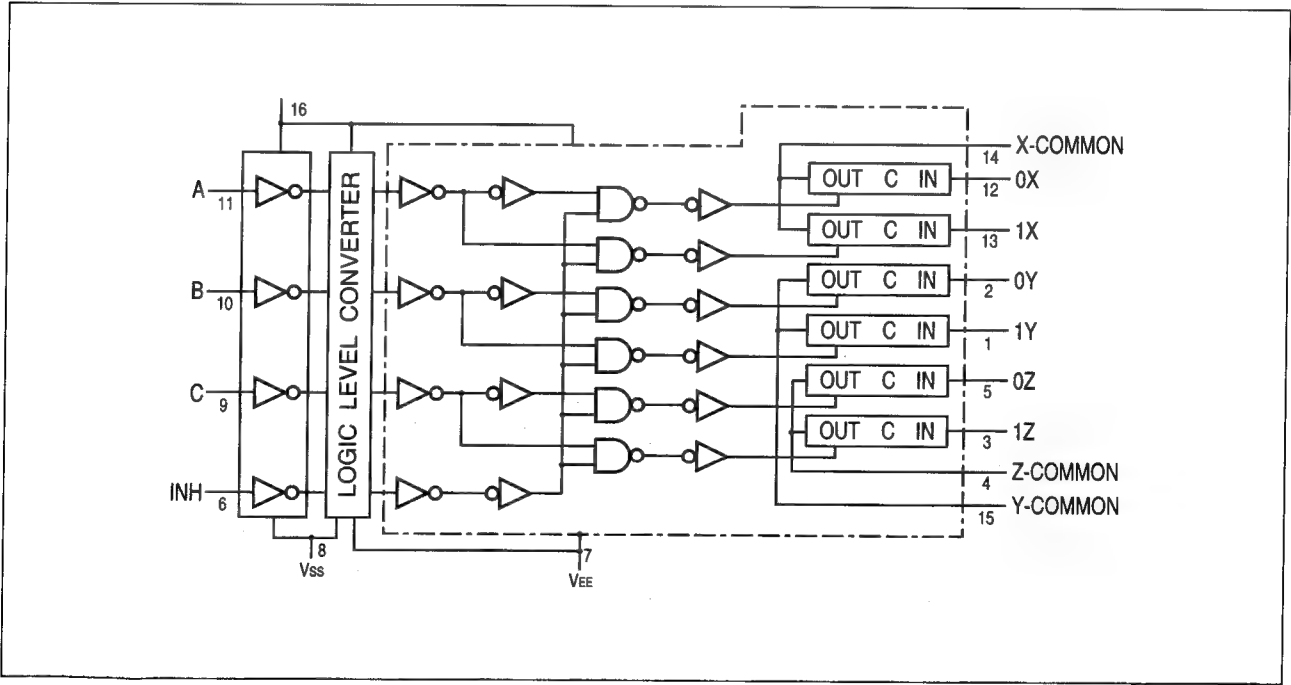 16
X-COMMON
14
A
11
OUT C IN
12
0X
OUT C IN
13
1X
B
10
OUT C IN
2
0Y
LOGIC LEVEL CONVERTER
OUT C IN
1
1Y
C
9
OUT C IN
5
0Z
OUT C IN
3
1Z
Z-COMMON
4
INH
6
Y-COMMON
15
8
Vss
7
VEE